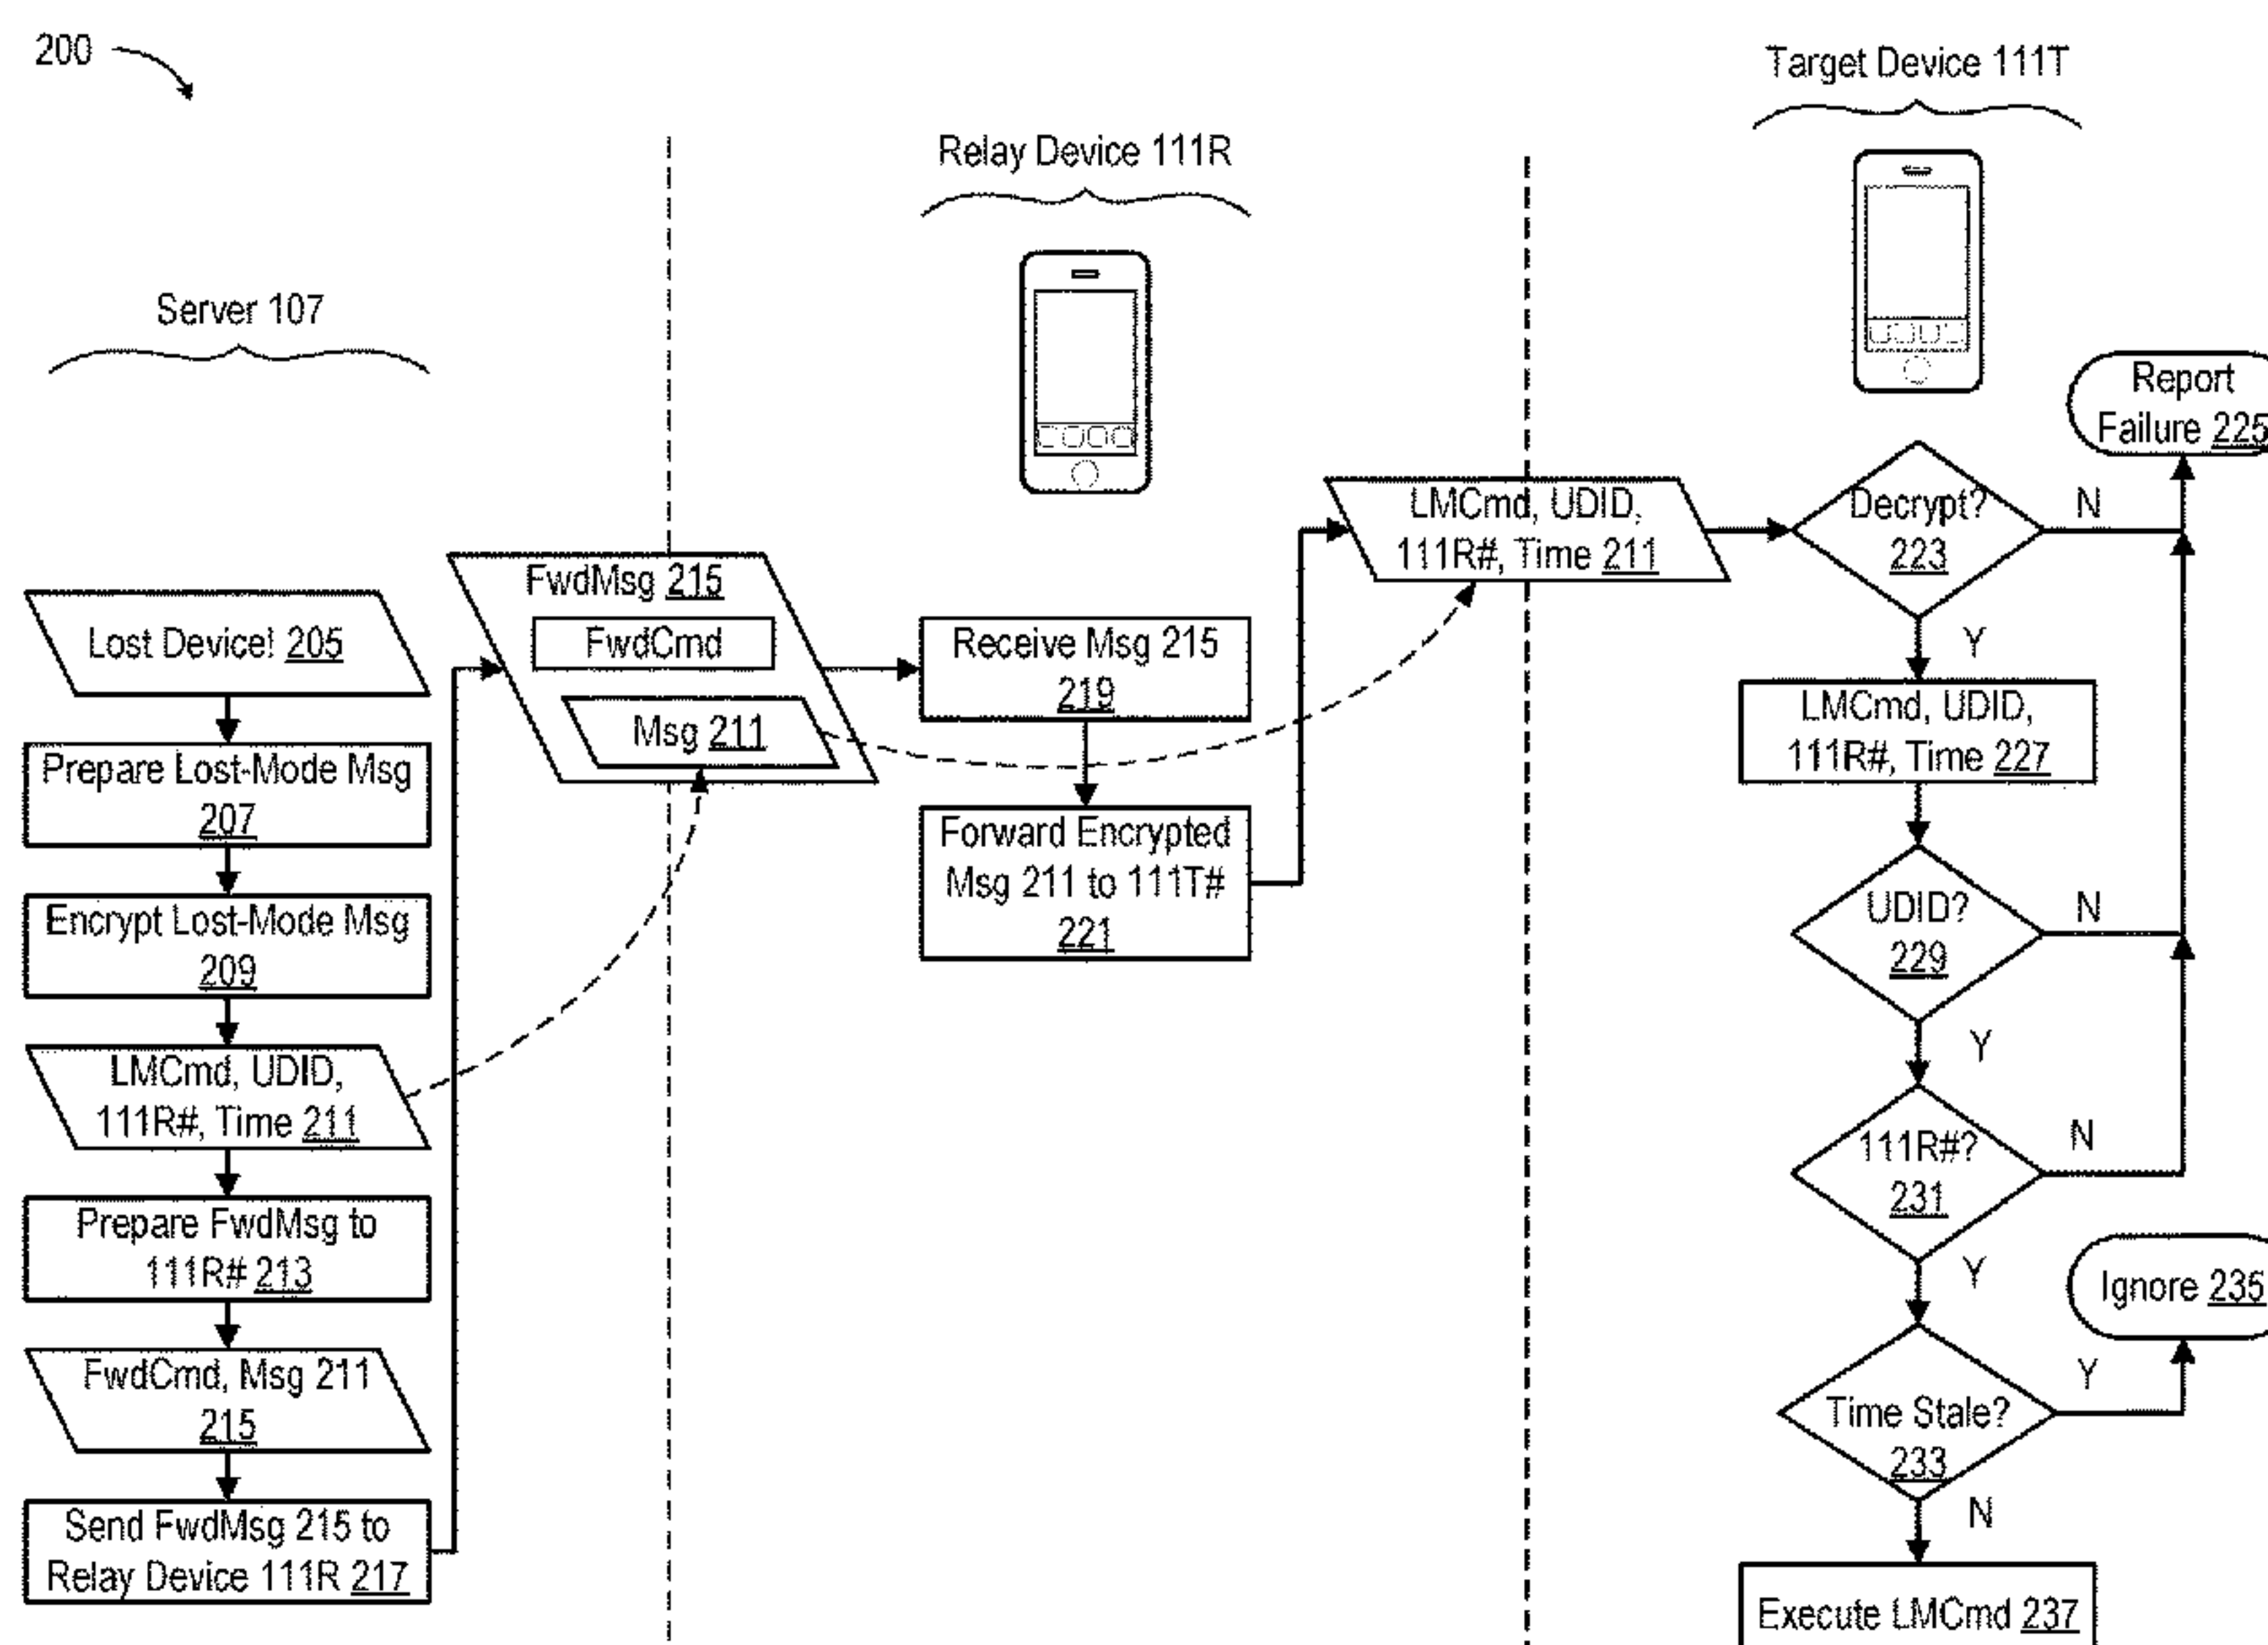 200
Server 107
Lost Device! 205
Prepare Lost-Mode Msg
207
Encrypt Lost-Mode Msg
209
LMCmd, UDID,
111R#, Time 211
Prepare FwdMsg to
111R# 213
FwdCmd, Msg 211
215
Send FwdMsg 215 to
Relay Device 111R 217
FwdMsg 215
FwdCmd
Msg 211
Relay Device 111R
Receive Msg 215
219
Forward Encrypted
Msg 211 to 111T#
221
LMCmd, UDID,
111R#, Time 211
Target Device 111T
Report
Failure 225
Decrypt?
223
N
Y
LMCmd, UDID,
111R#, Time 227
UDID?
229
N
Y
111R#?
231
N
Y
Ignore 235
Time Stale?
233
Y
N
Execute LMCmd 237